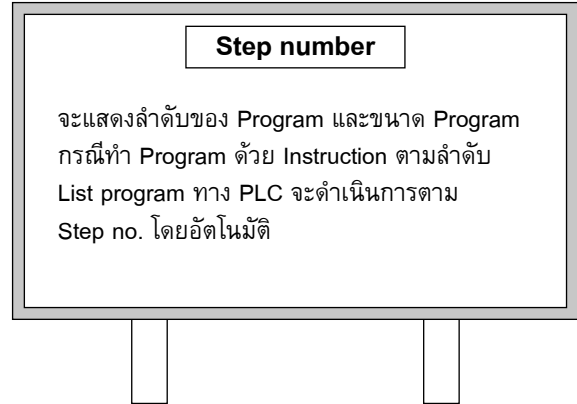 Step number
จะแสดงลำดับของ Program และขนาด Program
กรณีทำ Program ด้วย Instruction ตามลำดับ
List program ทาง PLC จะดำเนินการตาม
Step no. โดยอัตโนมัติ